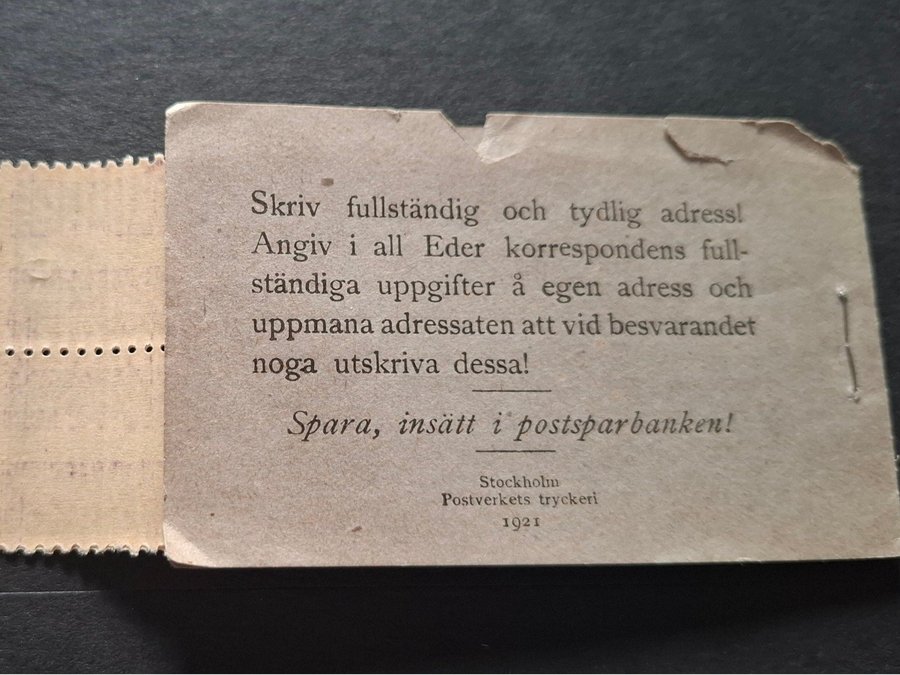 Skriv fullständig och tydlig adress!
Angiv i all Eder korrespondens full-
ständiga uppgifter å egen adress och
uppmana adressaten att vid besvarandet
noga utskriva dessa!
Spara, insätt i postsparbanken!
Stockholm
Postverkets tryckeri
1921